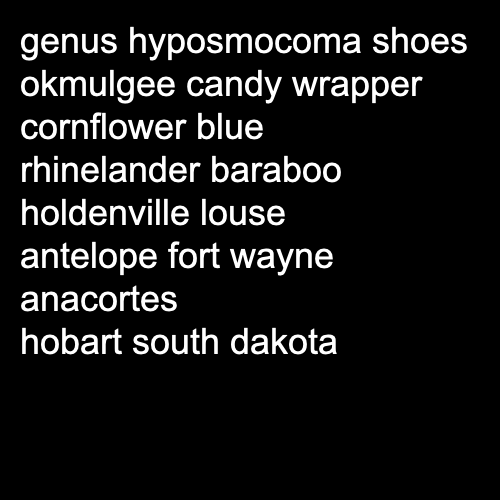 genus hyposmocoma shoes
okmulgee candy wrapper
cornflower blue
rhinelander baraboo
holdenville louse
antelope fort wayne
anacortes
hobart south dakota